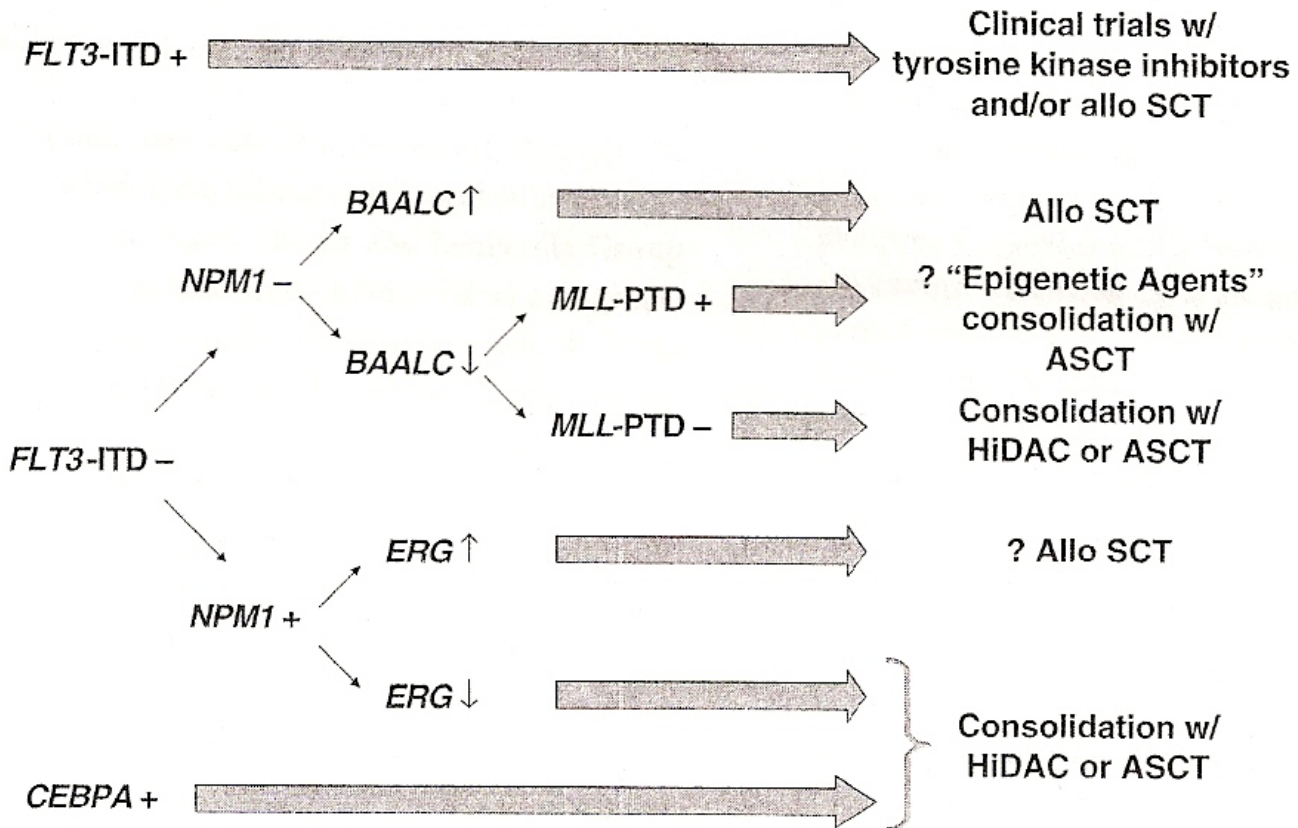 FLT3-ITD +
Clinical trials w/
tyrosine kinase inhibitors
and/or allo SCT
BAALC ↑
Allo SCT
NPM1 –
MLL-PTD +
? “Epigenetic Agents”
consolidation w/
ASCT
BAALC ↓
MLL-PTD –
Consolidation w/
HiDAC or ASCT
FLT3-ITD –
ERG ↑
? Allo SCT
NPM1 +
ERG ↓
Consolidation w/
HiDAC or ASCT
CEBPA +